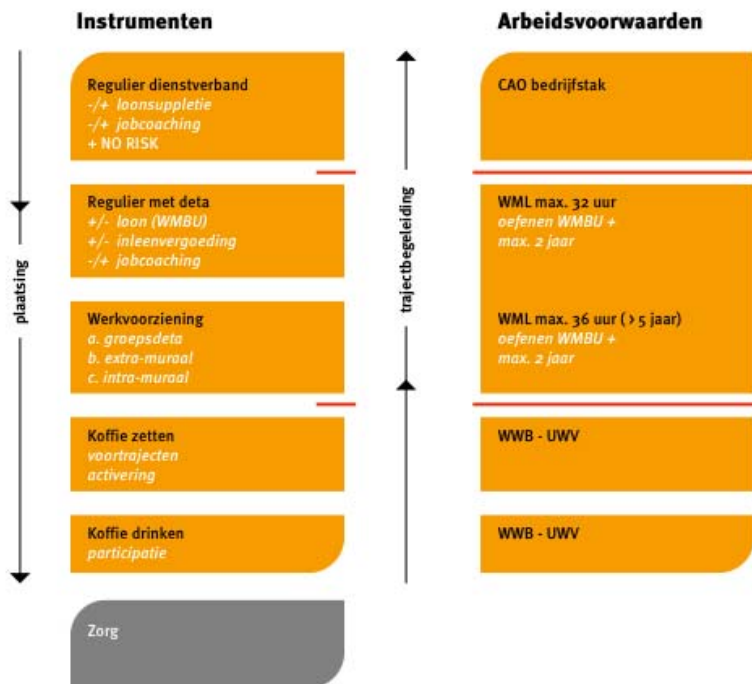 Instrumenten
Regulier dienstverband
-/+ loonsuppletie
-/+ jobcoaching
+ NO RISK
Regulier met deta
+/- loon (WMBU)
+/- inleenvergoeding
-/+ jobcoaching
Werkvoorziening
a. groepsdeta
b. extra-muraal
c. intra-muraal
Koffie zetten
voortrajecten
activering
Koffie drinken
participatie
Zorg
plaatsing
trajectbegeleiding
Arbeidsvoorwaarden
CAO bedrijfstak
WML max. 32 uur
oefenen WMBU +
max. 2 jaar
WML max. 36 uur (> 5 jaar)
oefenen WMBU +
max. 2 jaar
WWB - UWV
WWB - UWV